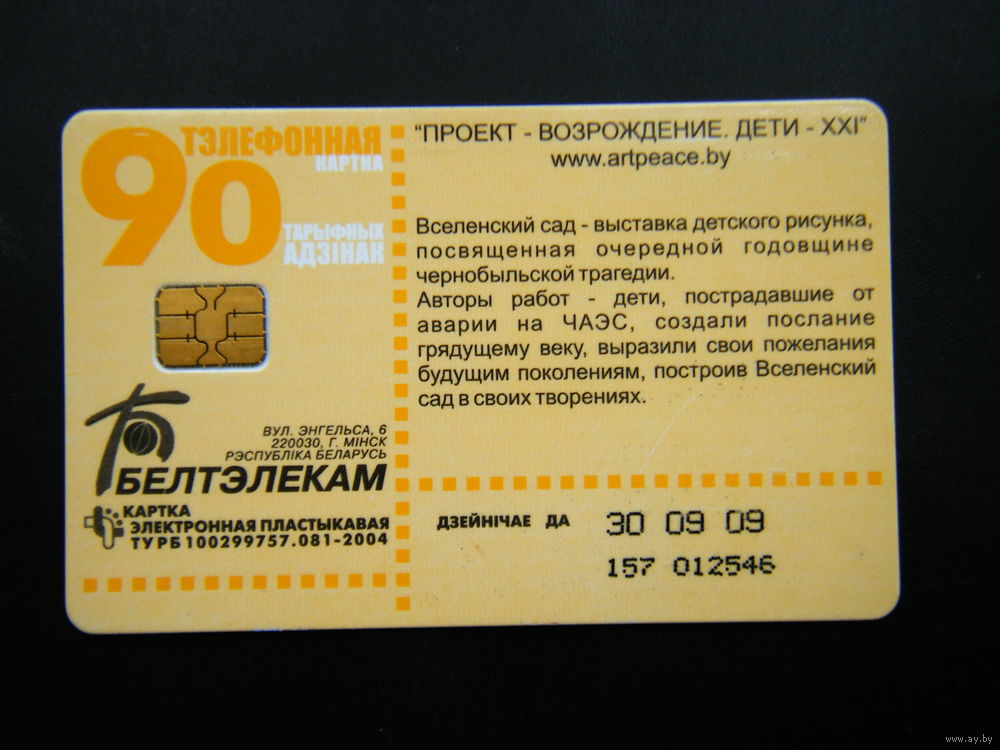 90
ТЭЛЕФОННАЯ
КАРТКА
ТАРЫФНЫХ
АДЗІНАК
"ПРОЕКТ - ВОЗРОЖДЕНИЕ. ДЕТИ - XXI"
www.artpeace.by
Вселенский сад - выставка детского рисунка,
посвященная очередной годовщине
чернобыльской трагедии.
Авторы работ - дети, пострадавшие от
аварии на ЧАЭС, создали послание
грядущему веку, выразили свои пожелания
будущим поколениям, построив Вселенский
сад в своих творениях.
ВУЛ. ЭНГЕЛЬСА, 6
220030, Г. МІНСК
РЭСПУБЛІКА БЕЛАРУСЬ
БЕЛТЭЛЕКАМ
КАРТКА
ЭЛЕКТРОННАЯ ПЛАСТЫКАВАЯ
ТУ РБ 100299757.081-2004
ДЗЕЙНІЧАЕ ДА 30 09 09
157 012546
www.ay.by